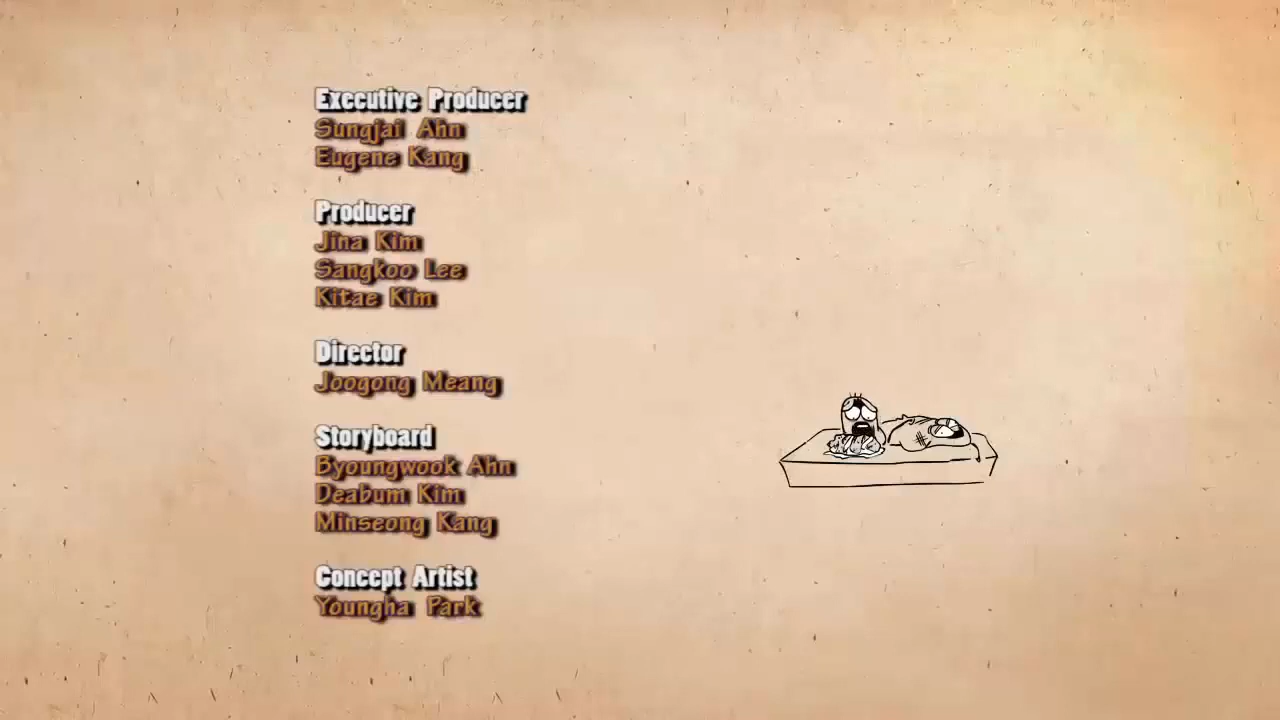 Executive Producer
Sungjai Ahn
Eugene Kang
Producer
Jina Kim
Sangkoo Lee
Kitae Kim
Director
Joogong Meang
Storyboard
Byoungwook Ahn
Deabum Kim
Minseong Kang
Concept Artist
Youngha Park